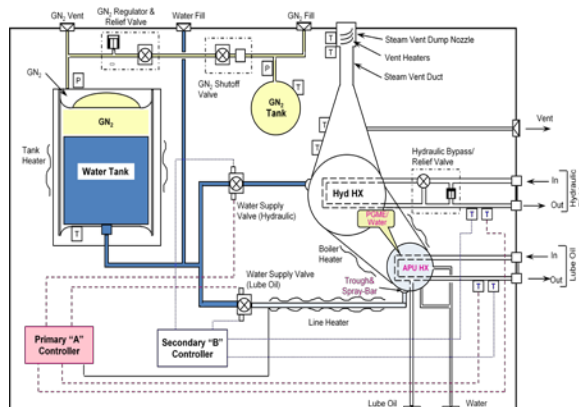 GN2 Vent
GN2 Regulator &
Relief Valve
Water Fill
GN2 Fill
Steam Vent Dump Nozzle
Vent Heaters
Steam Vent Duct
T
T
P
P
T
GN2
GN2 Shutoff
Valve
GN2
Tank
GN2
Tank
Heater
Water Tank
T
T
Vent
Hydraulic Bypass/
Relief Valve
Hyd HX
In
Out
Hydraulic
Water Supply
Valve (Hydraulic)
PGME/
Water
T
T
Boiler
Heater
APU HX
In
Out
Lube Oil
Water Supply Valve
(Lube Oil)
Trough&
Spray-Bar
T
T
Line Heater
Primary "A"
Controller
Secondary "B"
Controller
Lube Oil
Water